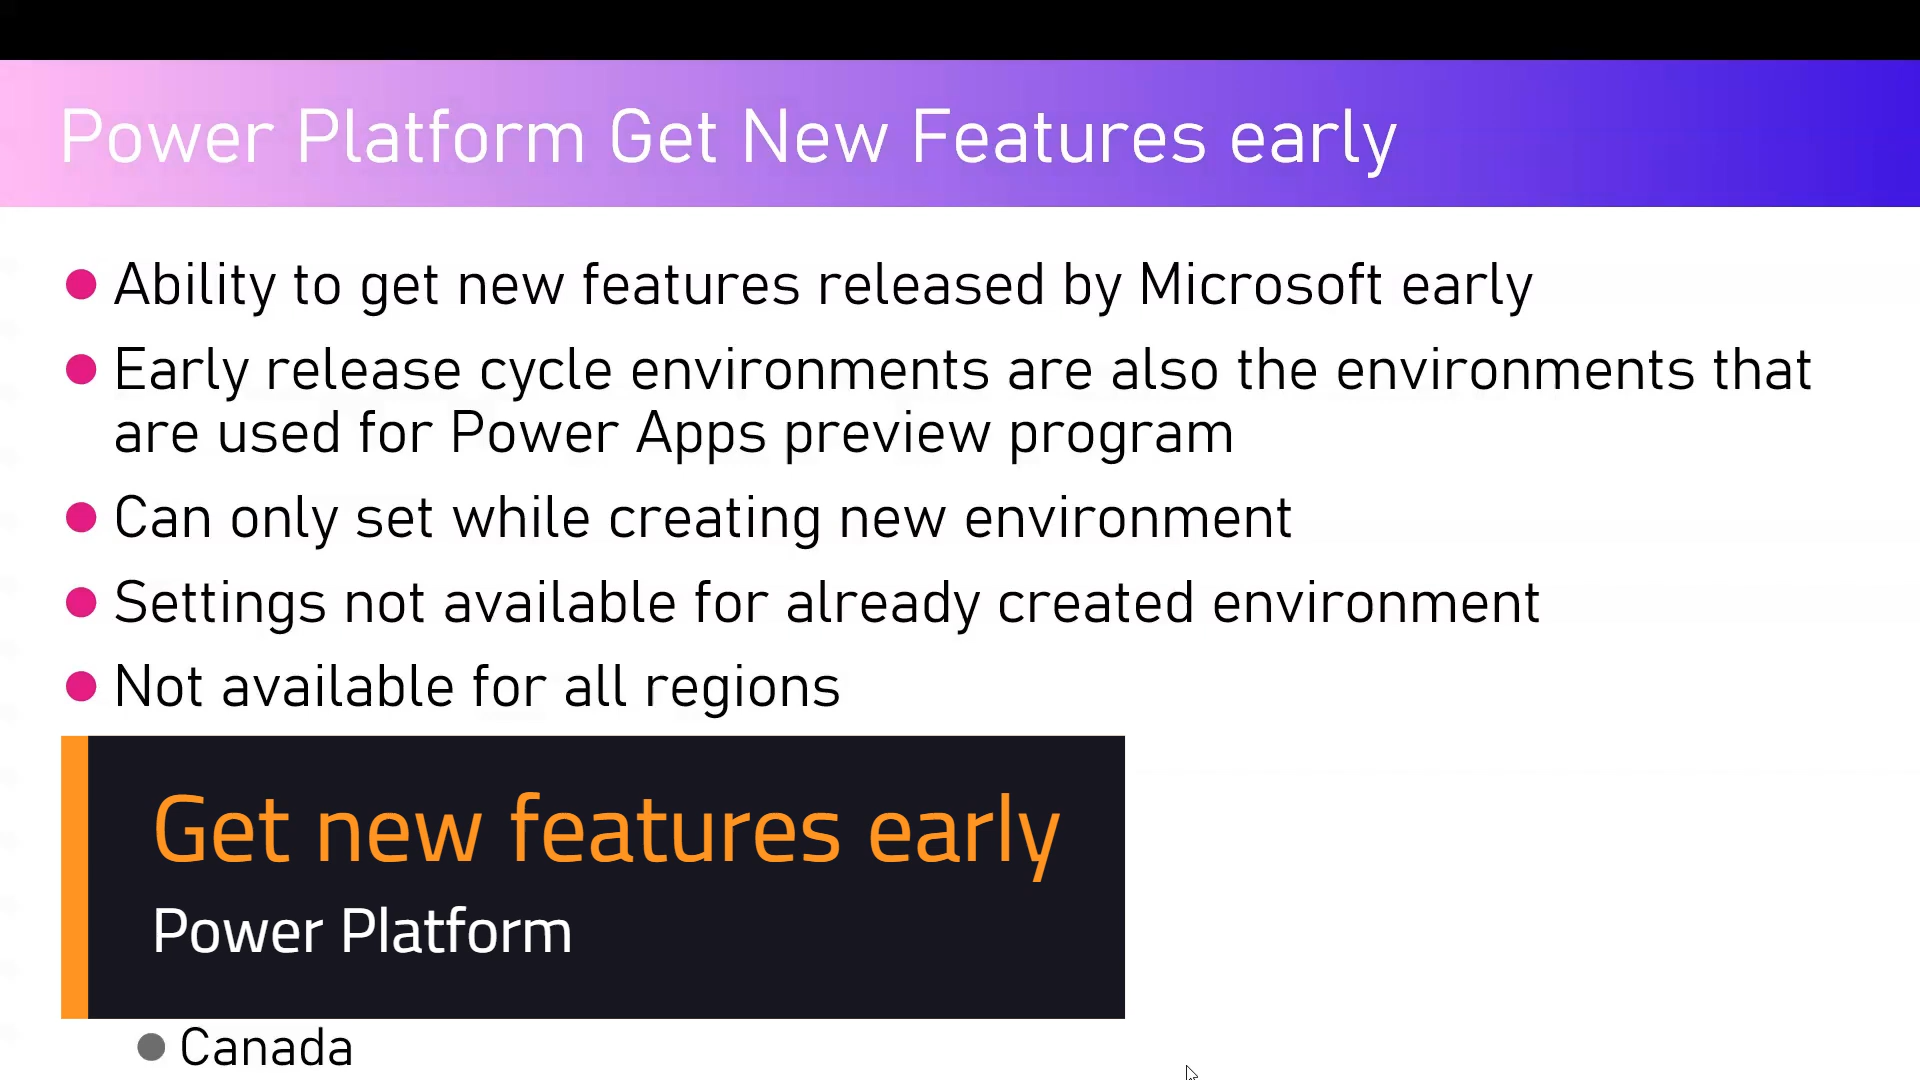 Power Platform Get New Features early
Ability to get new features released by Microsoft early
Early release cycle environments are also the environments that
are used for Power Apps preview program
Can only set while creating new environment
Settings not available for already created environment
Not available for all regions
Get new features early
Power Platform
Canada